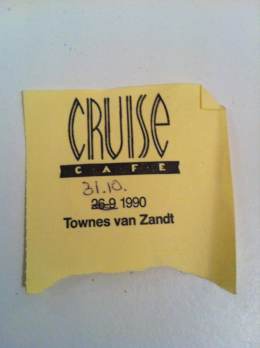 CRUISE
CAFE
31.10.
26-9 1990
Townes van Zandt